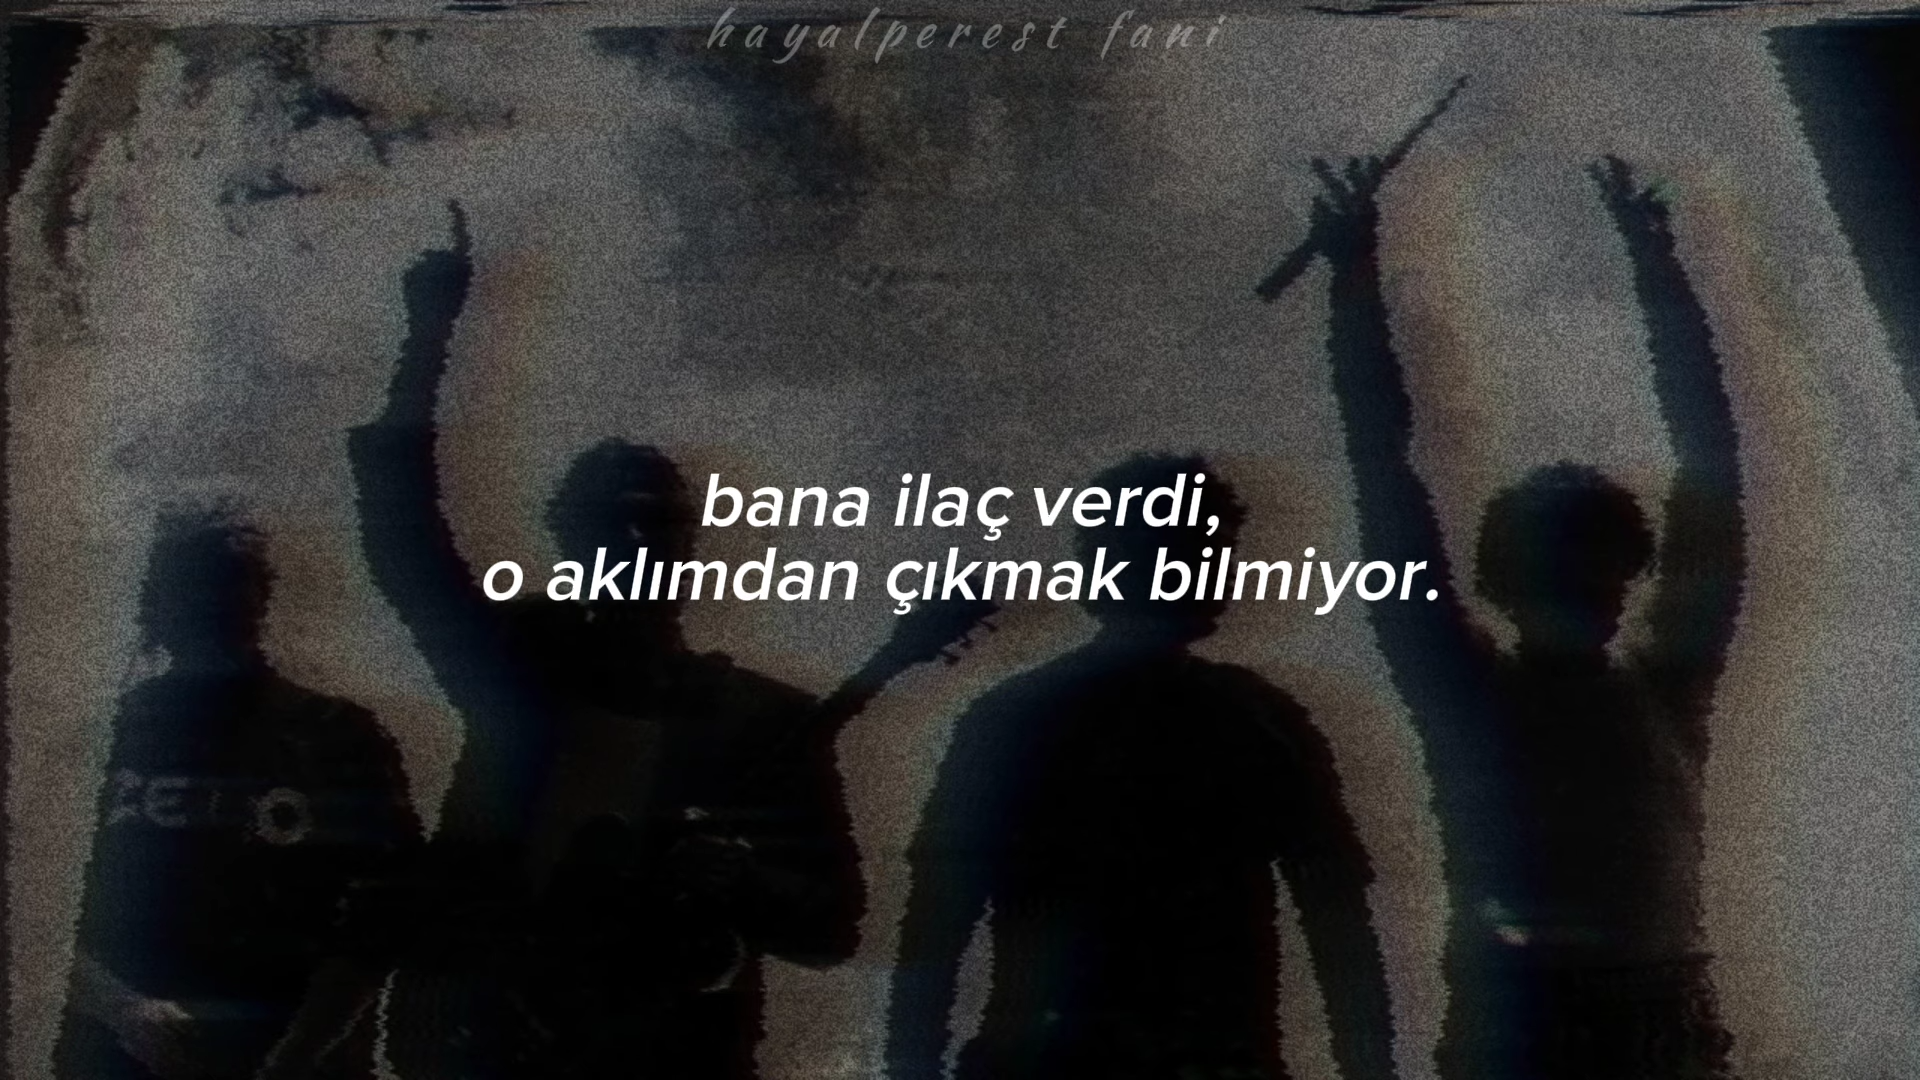 hayalperest fani
bana ilaç verdi,
o aklımdan çıkmak bilmiyor.